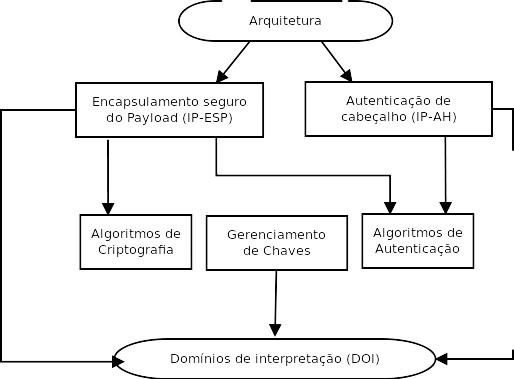 Arquitetura
Encapsulamento seguro
do Payload (IP-ESP)
Autenticação de
cabeçalho (IP-AH)
Algoritmos de
Criptografia
Gerenciamento
de Chaves
Algoritmos de
Autenticação
Domínios de interpretação (DOI)